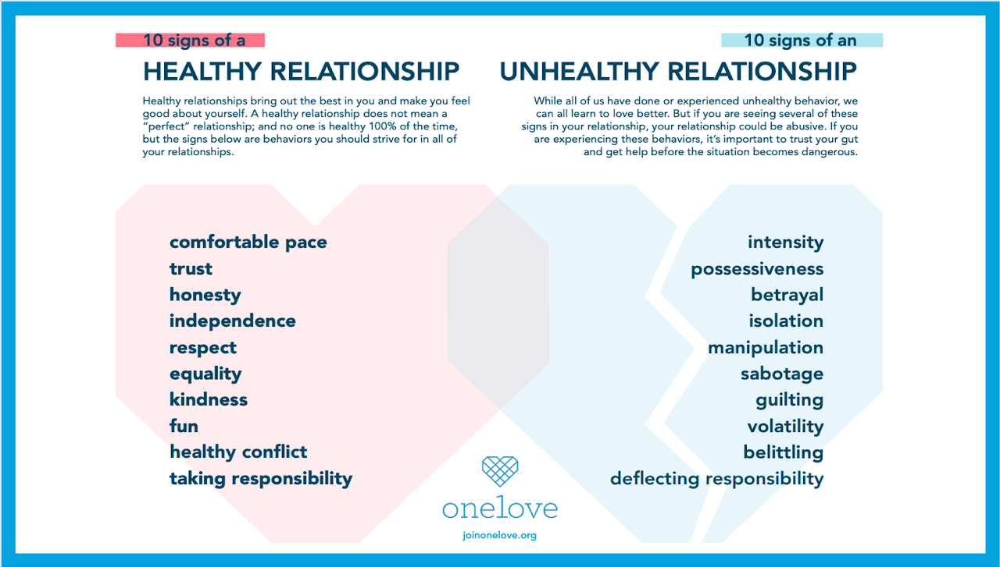 10 signs of a
HEALTHY RELATIONSHIP
Healthy relationships bring out the best in you and make you feel
good about yourself. A healthy relationship does not mean a
“perfect” relationship; and no one is healthy 100% of the time,
but the signs below are behaviors you should strive for in all of
your relationships.
comfortable pace
trust
honesty
independence
respect
equality
kindness
fun
healthy conflict
taking responsibility
10 signs of an
UNHEALTHY RELATIONSHIP
While all of us have done or experienced unhealthy behavior, we
can all learn to love better. But if you are seeing several of these
signs in your relationship, your relationship could be abusive. If you
are experiencing these behaviors, it’s important to trust your gut
and get help before the situation becomes dangerous.
intensity
possessiveness
betrayal
isolation
manipulation
sabotage
guilting
volatility
belittling
deflecting responsibility
one1ove
joinonelove.org